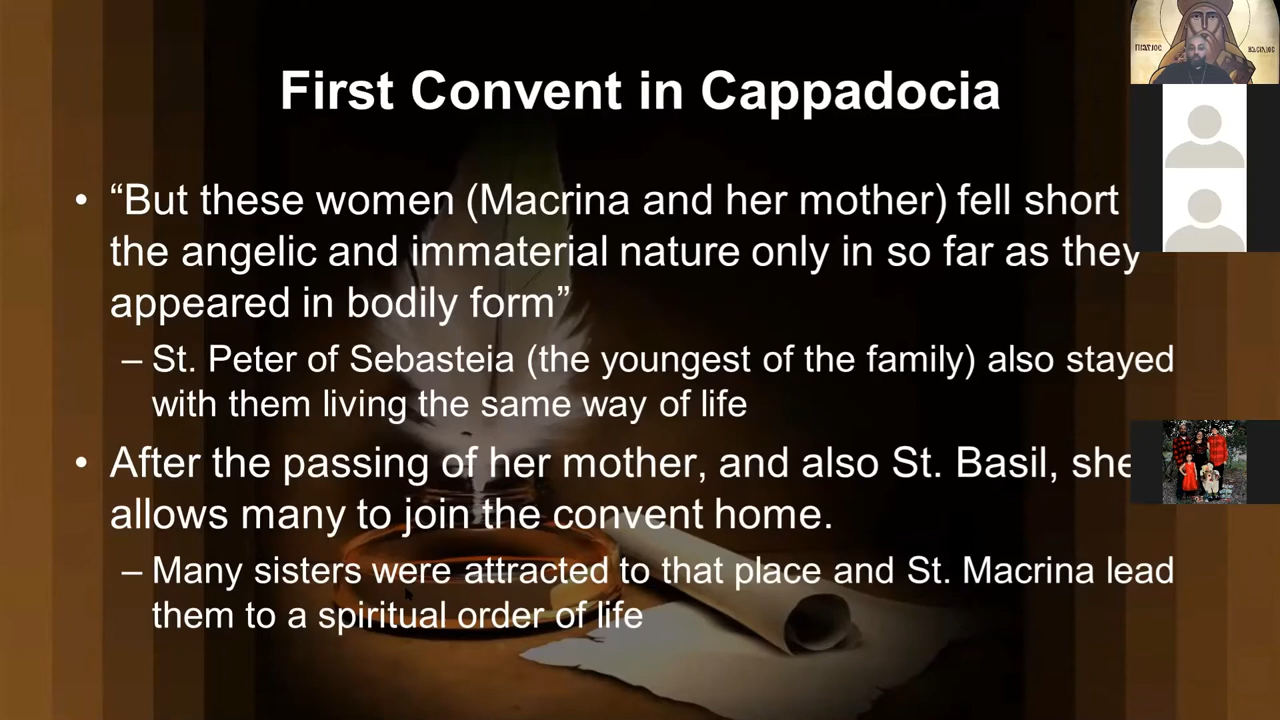 First Convent in Cappadocia
• “But these women (Macrina and her mother) fell short
the angelic and immaterial nature only in so far as they
appeared in bodily form”
– St. Peter of Sebasteia (the youngest of the family) also stayed
with them living the same way of life
• After the passing of her mother, and also St. Basil, she
allows many to join the convent home.
– Many sisters were attracted to that place and St. Macrina lead
them to a spiritual order of life